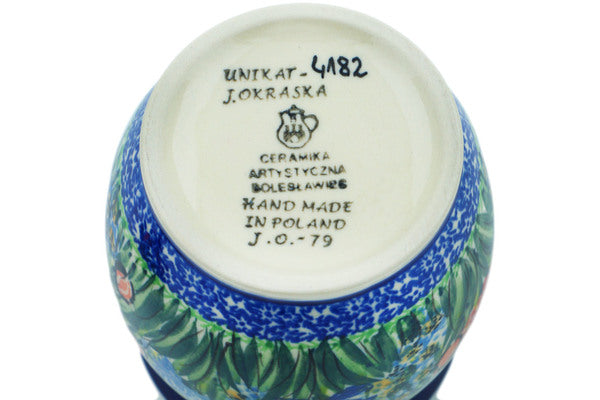 UNIKAT-4182
J.OKRASKA
CERAMIKA
ARTYSTYCZNA
BOLESŁAWIEC
HAND MADE
IN POLAND
J.O.-79